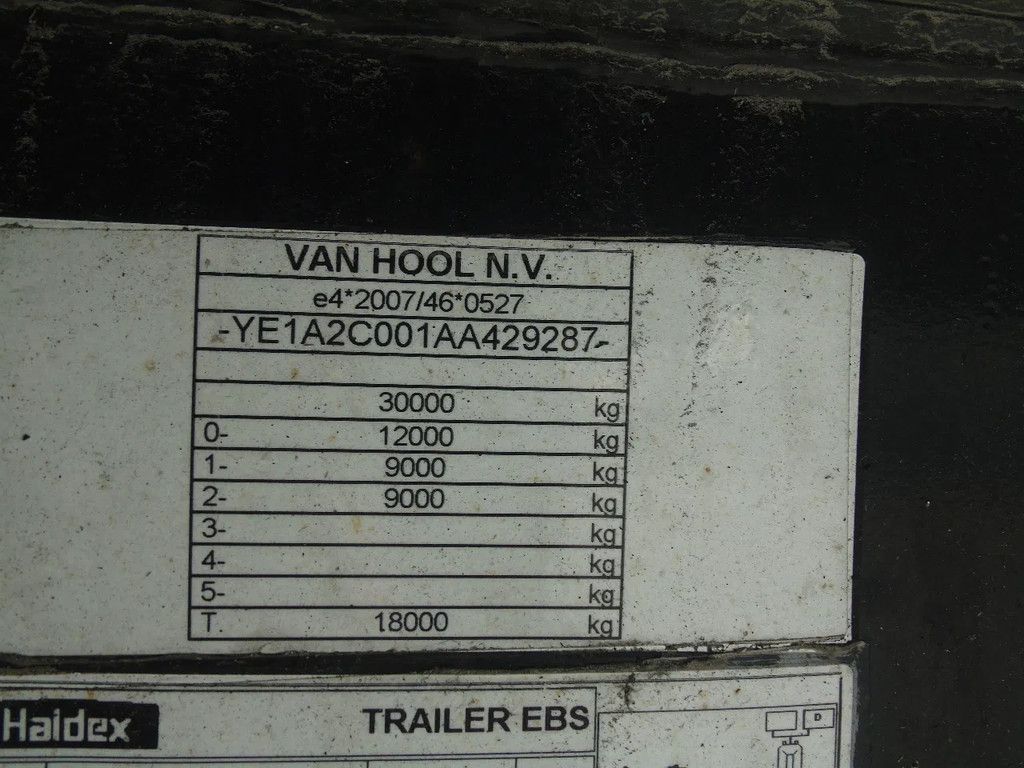 VAN HOOL N.V.
e4*2007/46*0527
-YE1A2C001AA429287-
30000 kg
0- 12000 kg
1- 9000 kg
2- 9000 kg
3- kg
4- kg
5- kg
T. 18000 kg
Haldex TRAILER EBS
D